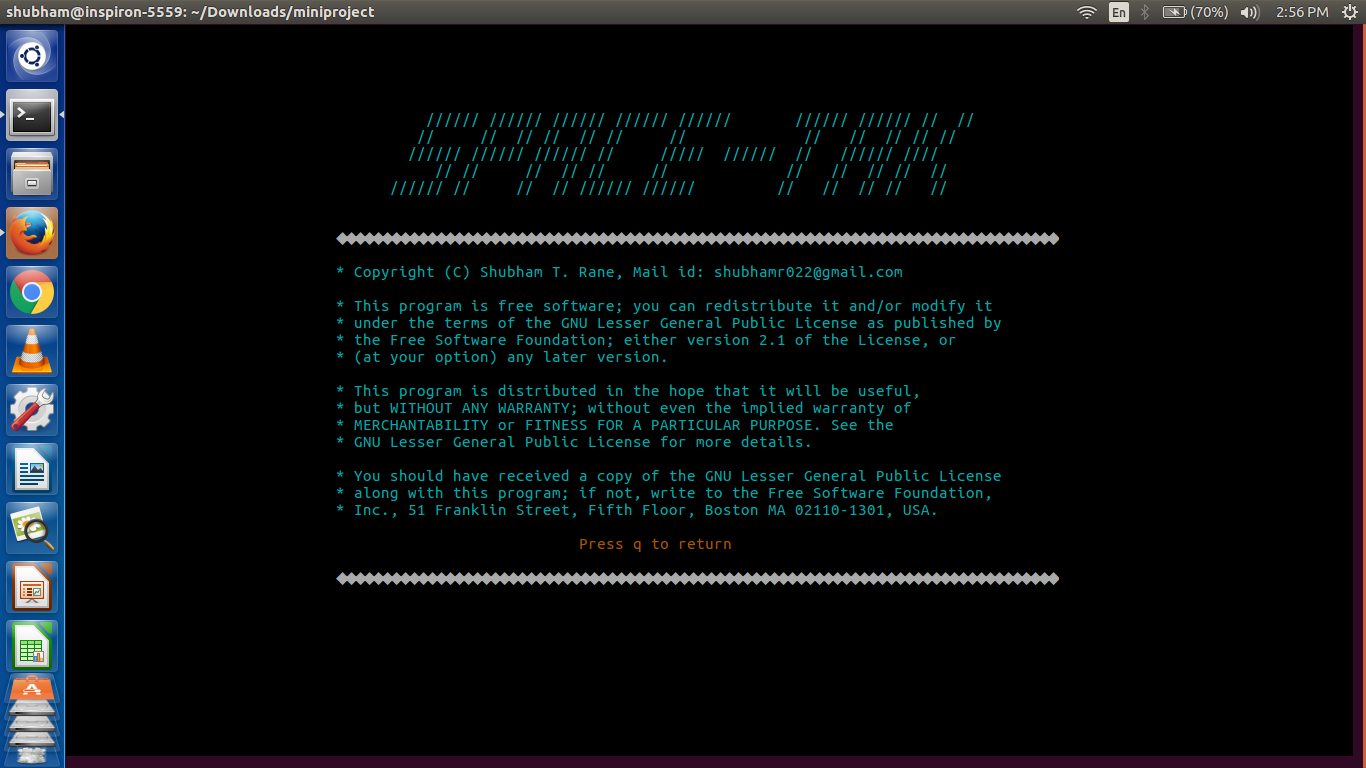 shubham@inspiron-5559: ~/Downloads/miniproject
En
(70%)
2:56 PM
SPACE-TAK
* Copyright (C) Shubham T. Rane, Mail id: shubhamr022@gmail.com
* This program is free software; you can redistribute it and/or modify it
* under the terms of the GNU Lesser General Public License as published by
* the Free Software Foundation; either version 2.1 of the License, or
* (at your option) any later version.
* This program is distributed in the hope that it will be useful,
* but WITHOUT ANY WARRANTY; without even the implied warranty of
* MERCHANTABILITY or FITNESS FOR A PARTICULAR PURPOSE. See the
* GNU Lesser General Public License for more details.
* You should have received a copy of the GNU Lesser General Public License
* along with this program; if not, write to the Free Software Foundation,
* Inc., 51 Franklin Street, Fifth Floor, Boston MA 02110-1301, USA.
Press q to return